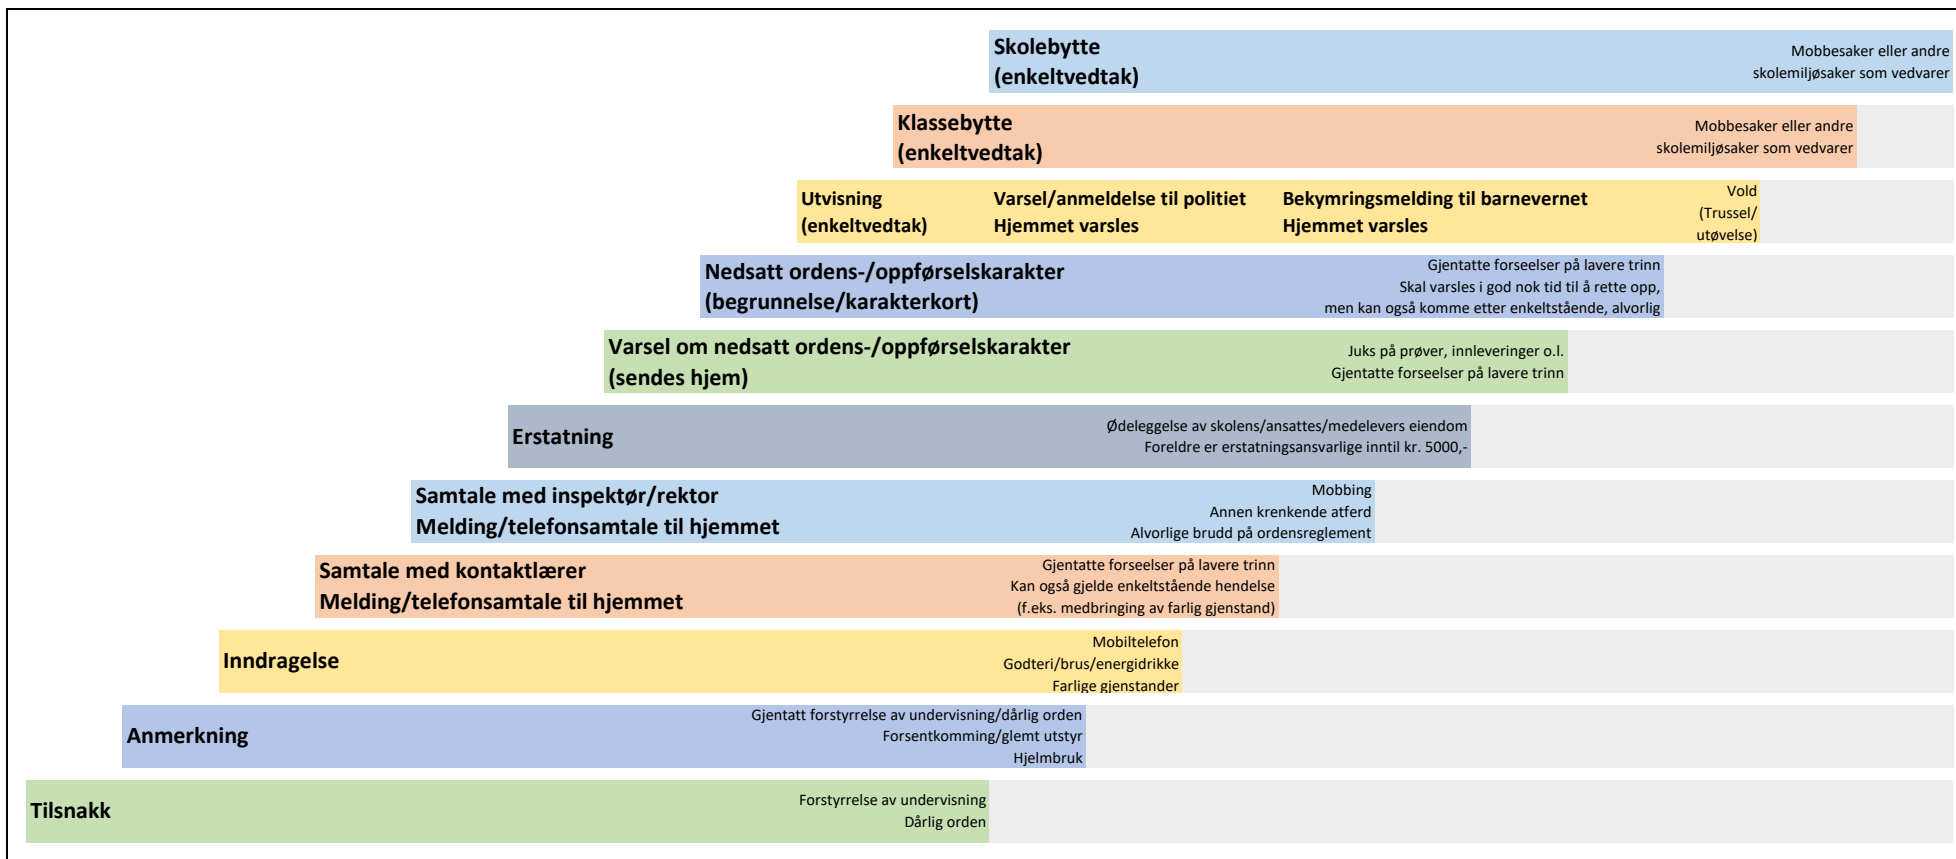 Skolebytte
(enkeltvedtak)
Mobbesaker eller andre
skolemiljøsaker som vedvarer
Klassebytte
(enkeltvedtak)
Mobbesaker eller andre
skolemiljøsaker som vedvarer
Utvisning
(enkeltvedtak)
Varsel/anmeldelse til politiet
Hjemmet varsles
Bekymringsmelding til barnevernet
Hjemmet varsles
Vold
(Trussel/
utøvelse)
Nedsatt ordens-/oppførselskarakter
(begrunnelse/karakterkort)
Gjentatte forseelser på lavere trinn
Skal varsles i god nok tid til å rette opp,
men kan også komme etter enkeltstående, alvorlig
Varsel om nedsatt ordens-/oppførselskarakter
(sendes hjem)
Juks på prøver, innleveringer o.l.
Gjentatte forseelser på lavere trinn
Erstatning
Ødeleggelse av skolens/ansattes/medelevers eiendom
Foreldre er erstatningsansvarlige inntil kr. 5000,-
Samtale med inspektør/rektor
Melding/telefonsamtale til hjemmet
Mobbing
Annen krenkende atferd
Alvorlige brudd på ordensreglement
Samtale med kontaktlærer
Melding/telefonsamtale til hjemmet
Gjentatte forseelser på lavere trinn
Kan også gjelde enkeltstående hendelse
(f.eks. medbringing av farlig gjenstand)
Inndragelse
Mobiltelefon
Godteri/brus/energidrikke
Farlige gjenstander
Anmerkning
Gjentatt forstyrrelse av undervisning/dårlig orden
Forsentkomming/glemt utstyr
Hjelmbruk
Tilsnakk
Forstyrrelse av undervisning
Dårlig orden